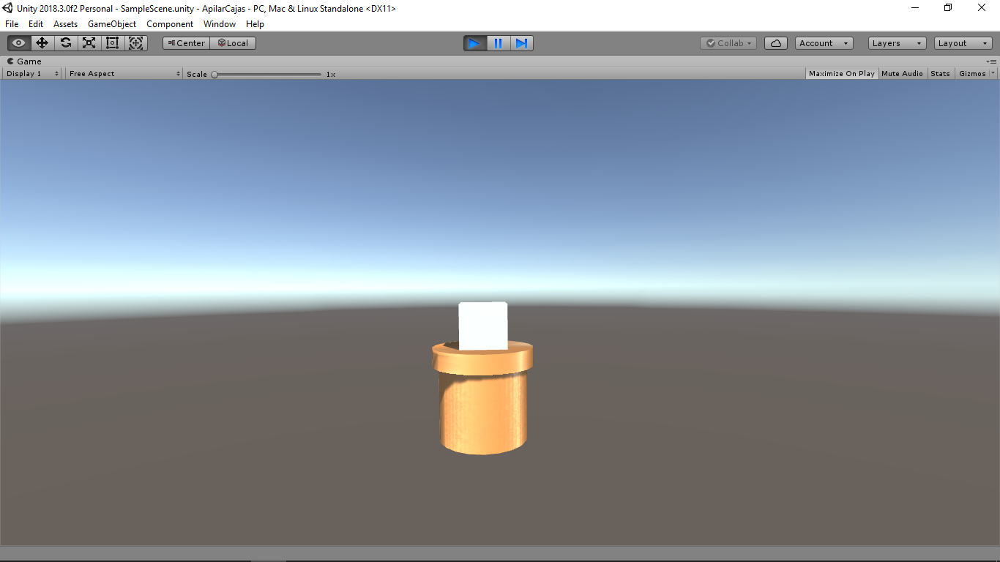 Unity 2018.3.0f2 Personal - SampleScene.unity - ApilarCajas - PC, Mac & Linux Standalone <DX11>
File Edit Assets GameObject Component Window Help
Center Local Collab Account Layers Layout
Game
Display 1 Free Aspect Scale 1x Maximize On Play Mute Audio Stats Gizmos